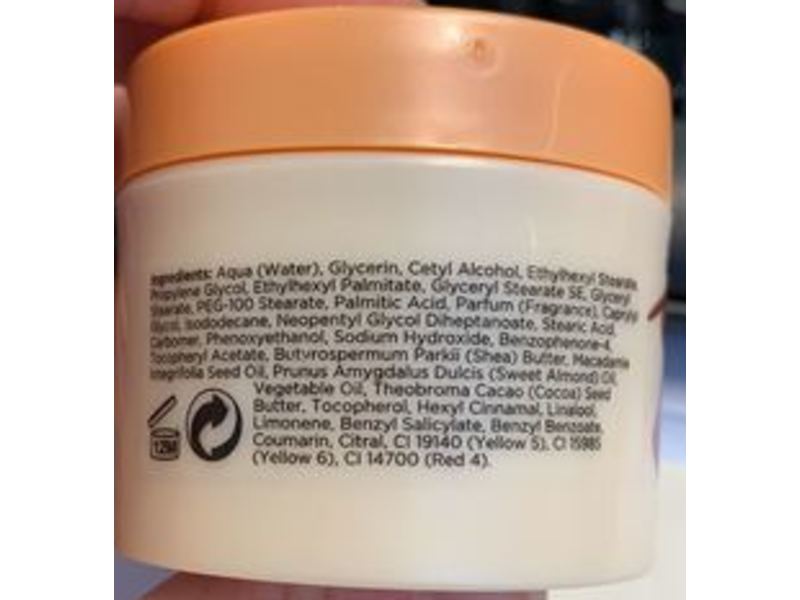 Ingredients: Aqua (Water), Glycerin, Cetyl Alcohol, Ethylhexyl Stearate,
Propylene Glycol, Ethylhexyl Palmitate, Glyceryl Stearate SE, Glyceryl
Stearate, PEG-100 Stearate, Palmitic Acid, Parfum (Fragrance), Caprylyl
Glycol, Isododecane, Neopentyl Glycol Diheptanoate, Stearic Acid,
Carbomer, Phenoxyethanol, Sodium Hydroxide, Benzophenone-4,
Tocopheryl Acetate, Butyrospermum Parkii (Shea) Butter, Macadamia
Integrifolia Seed Oil, Prunus Amygdalus Dulcis (Sweet Almond) Oil,
Vegetable Oil, Theobroma Cacao (Cocoa) Seed
Butter, Tocopherol, Hexyl Cinnamal, Linalool,
Limonene, Benzyl Salicylate, Benzyl Benzoate,
Coumarin, Citral, CI 19140 (Yellow 5), CI 15985
(Yellow 6), CI 14700 (Red 4).
12M